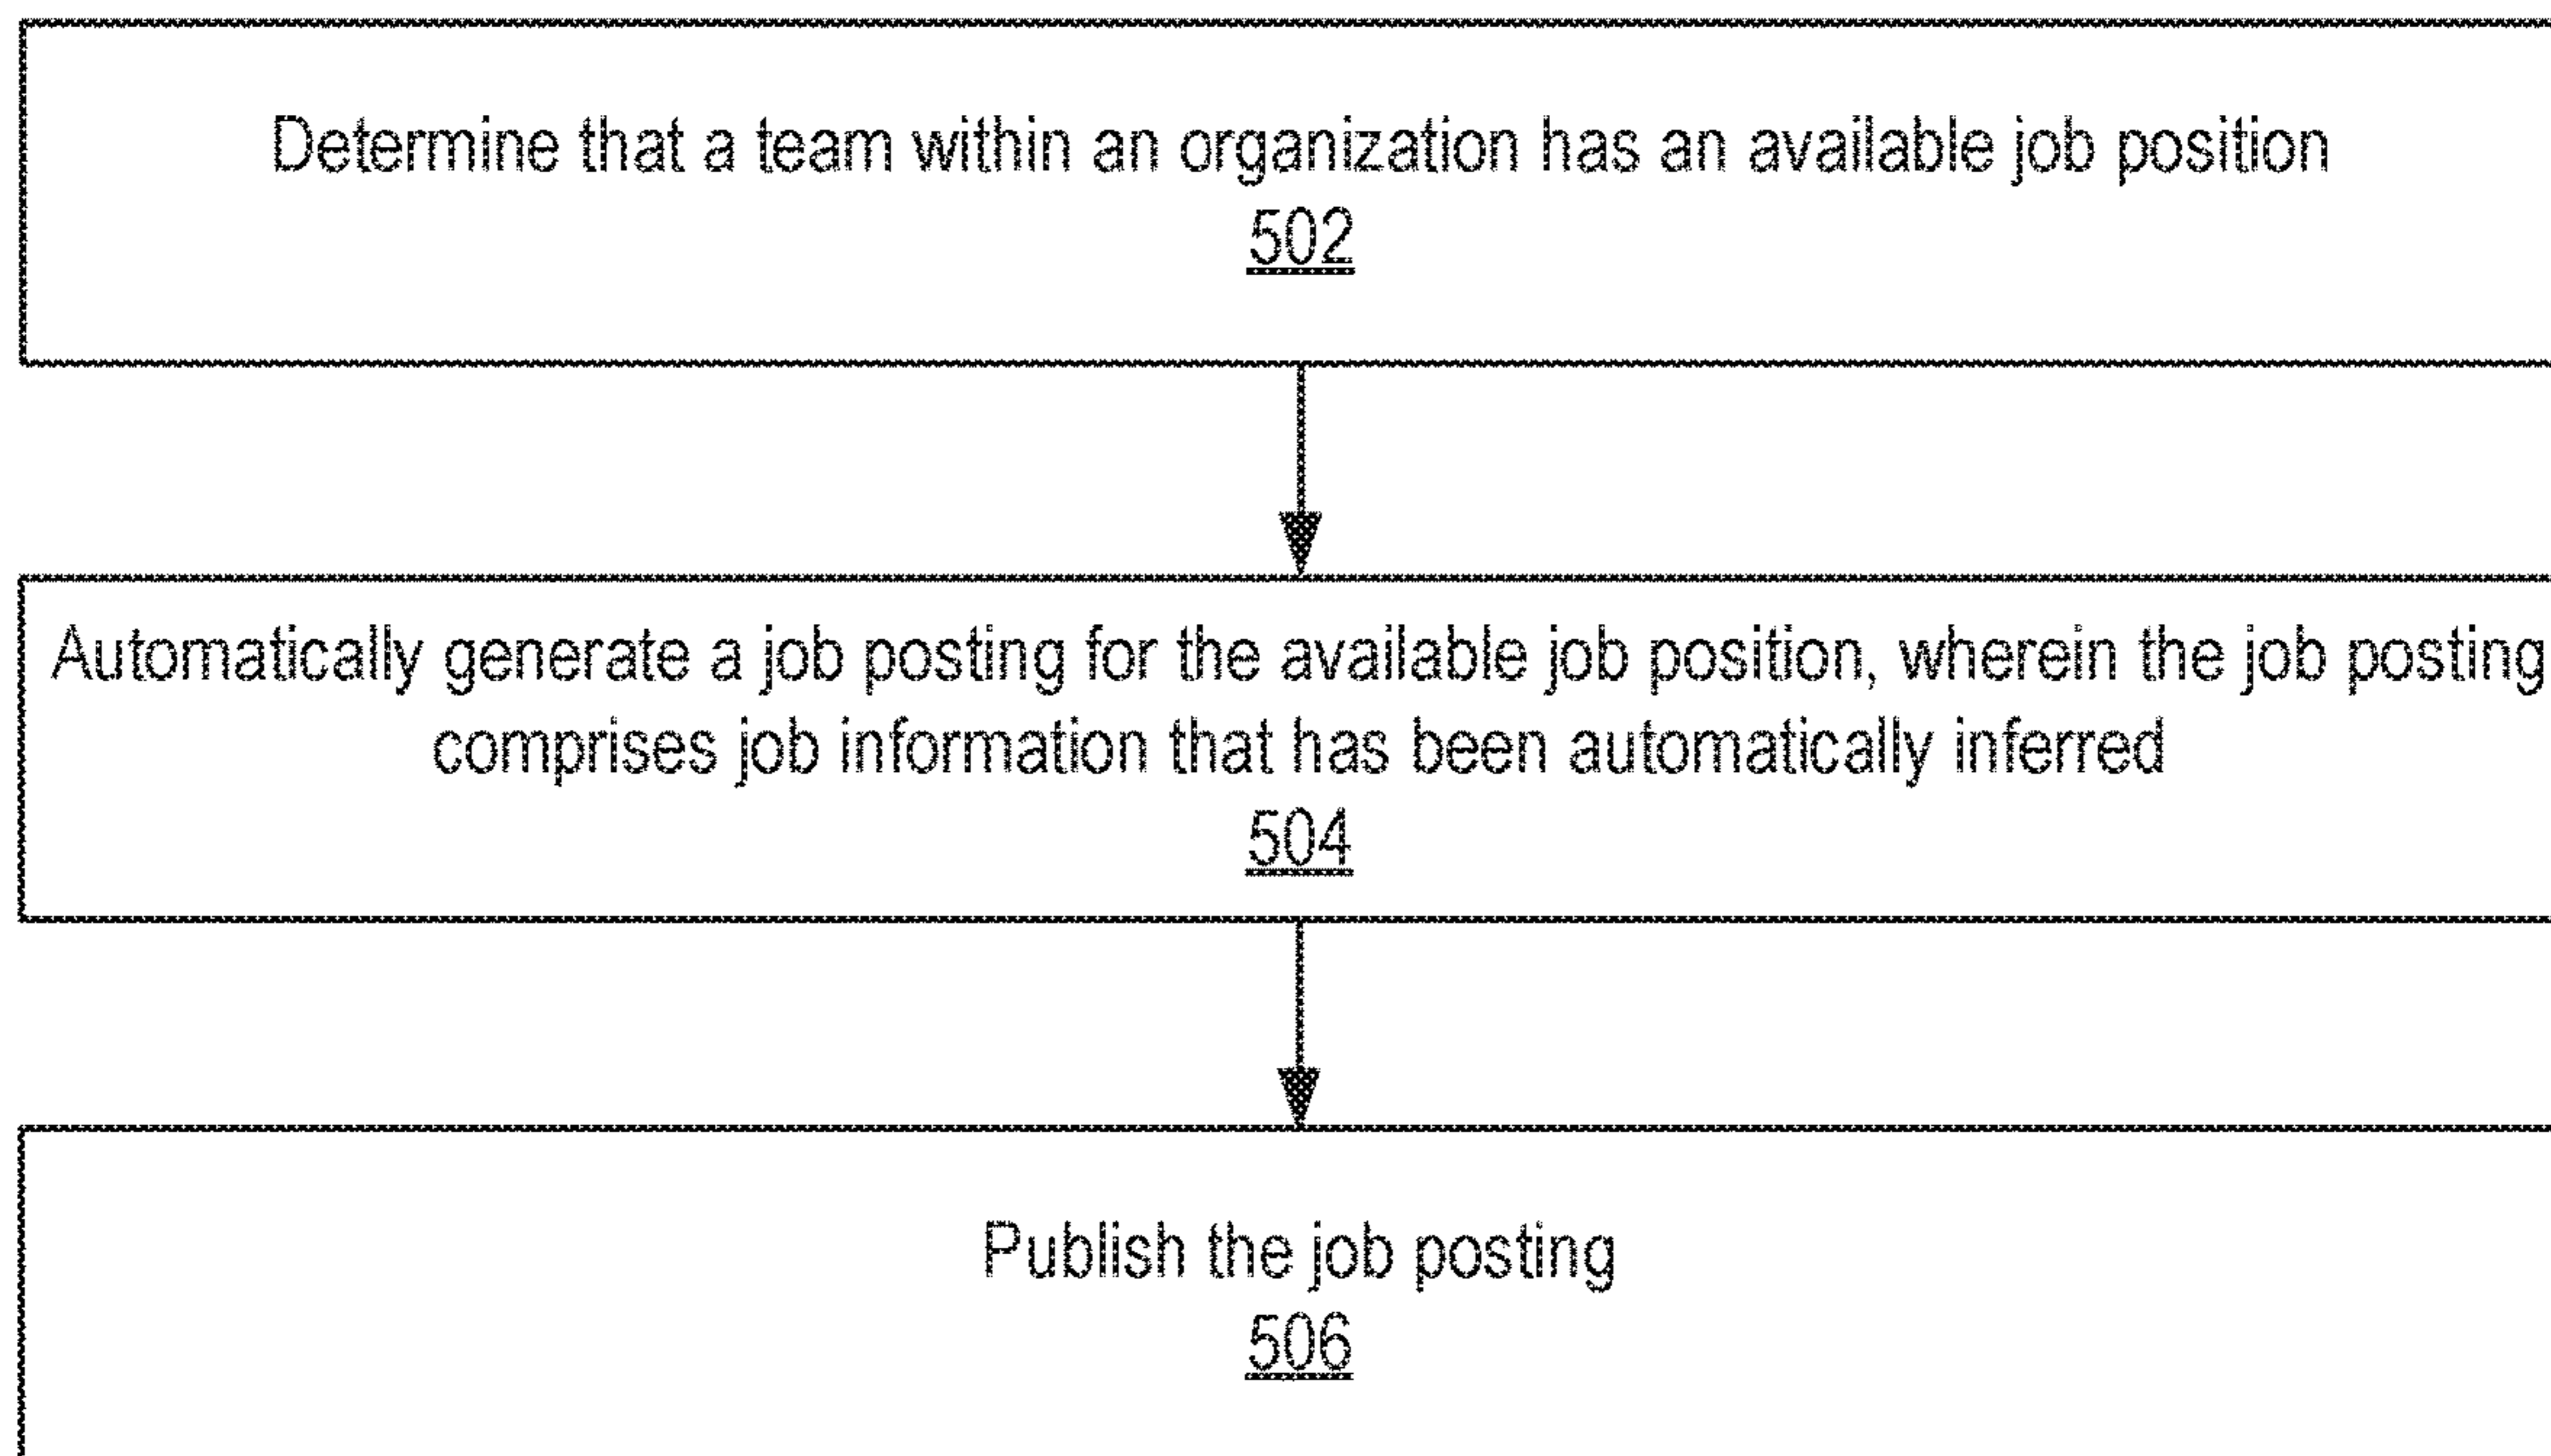 Determine that a team within an organization has an available job position
502
Automatically generate a job posting for the available job position, wherein the job posting
comprises job information that has been automatically inferred
504
Publish the job posting
506